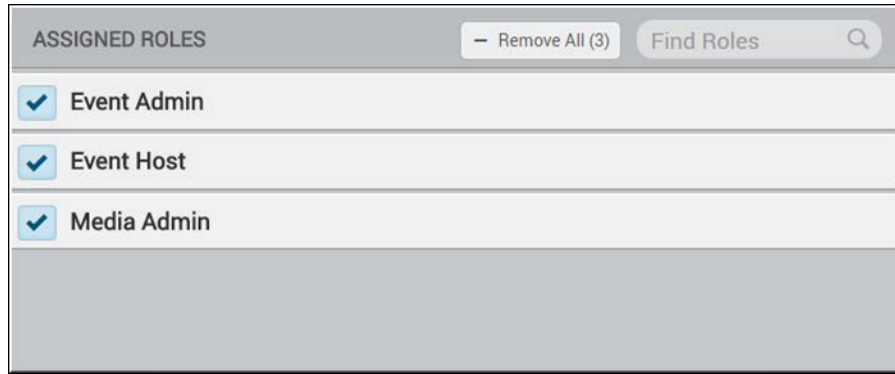 ASSIGNED ROLES − Remove All (3) Find Roles
Event Admin
Event Host
Media Admin